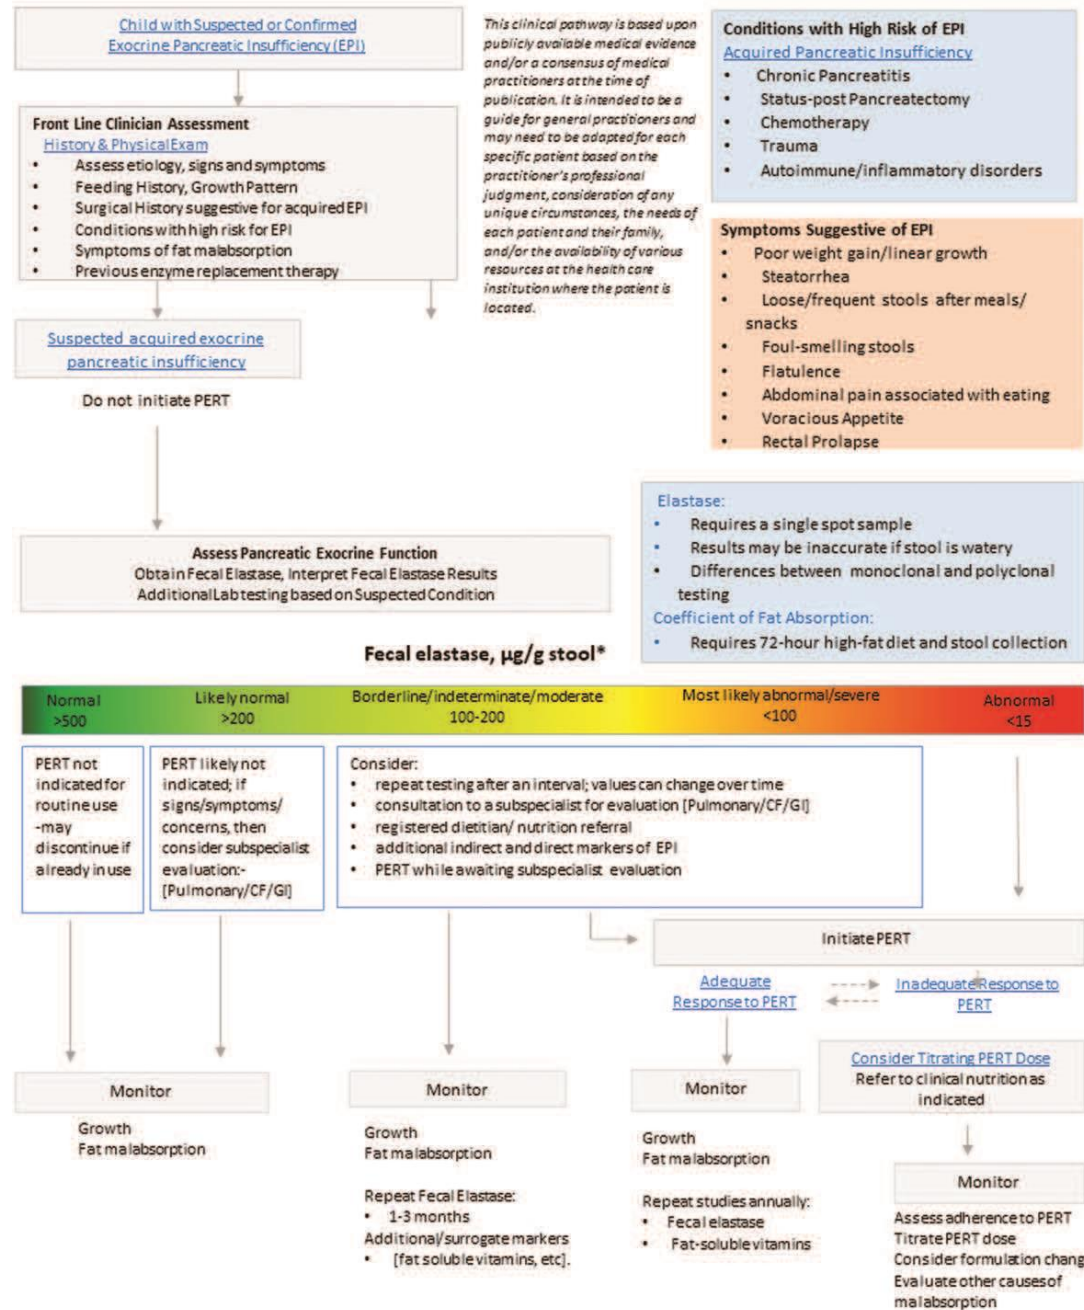 Child with Suspected or Confirmed
Exocrine Pancreatic Insufficiency (EPI)
This clinical pathway is based upon
publicly available medical evidence
and/or a consensus of medical
practitioners at the time of
publication. It is intended to be a
guide for general practitioners and
may need to be adapted for each
specific patient based on the
practitioner's professional
judgment, consideration of any
unique circumstances, the needs of
each patient and their family,
and/or the availability of various
resources at the health care
institution where the patient is
located.
Conditions with High Risk of EPI
Acquired Pancreatic Insufficiency
• Chronic Pancreatitis
• Status-post Pancreatectomy
• Chemotherapy
• Trauma
• Autoimmune/inflammatory disorders
Front Line Clinician Assessment
History & Physical Exam
• Assess etiology, signs and symptoms
• Feeding History, Growth Pattern
• Surgical History suggestive for acquired EPI
• Conditions with high risk for EPI
• Symptoms of fat malabsorption
• Previous enzyme replacement therapy
Symptoms Suggestive of EPI
• Poor weight gain/linear growth
• Steatorrhea
• Loose/frequent stools after meals/
snacks
• Foul-smelling stools
• Flatulence
• Abdominal pain associated with eating
• Voracious Appetite
• Rectal Prolapse
Suspected acquired exocrine
pancreatic insufficiency
Do not initiate PERT
Elastase:
• Requires a single spot sample
• Results may be inaccurate if stool is watery
• Differences between monoclonal and polyclonal
testing
Coefficient of Fat Absorption:
• Requires 72-hour high-fat diet and stool collection
Assess Pancreatic Exocrine Function
Obtain Fecal Elastase, Interpret Fecal Elastase Results
Additional Lab testing based on Suspected Condition
Fecal elastase, µg/g stool*
Normal
>500
Likely normal
>200
Borderline/indeterminate/moderate
100-200
Most likely abnormal/severe
<100
Abnormal
<15
PERT not
indicated for
routine use
-may
discontinue if
already in use
PERT likely not
indicated; if
signs/symptoms/
concerns, then
consider subspecialist
evaluation:-
[Pulmonary/CF/GI]
Consider:
• repeat testing after an interval; values can change over time
• consultation to a subspecialist for evaluation [Pulmonary/CF/GI]
• registered dietitian/ nutrition referral
• additional indirect and direct markers of EPI
• PERT while awaiting subspecialist evaluation
Initiate PERT
Adequate
Response to PERT
Inadequate Response to
PERT
Consider Titrating PERT Dose
Refer to clinical nutrition as
indicated
Monitor
Growth
Fat malabsorption
Monitor
Growth
Fat malabsorption
Repeat Fecal Elastase:
• 1-3 months
Additional/surrogate markers
• [fat soluble vitamins, etc].
Monitor
Growth
Fat malabsorption
Repeat studies annually:
• Fecal elastase
• Fat-soluble vitamins
Monitor
Assess adherence to PERT
Titrate PERT dose
Consider formulation chang
Evaluate other causes of
malabsorption